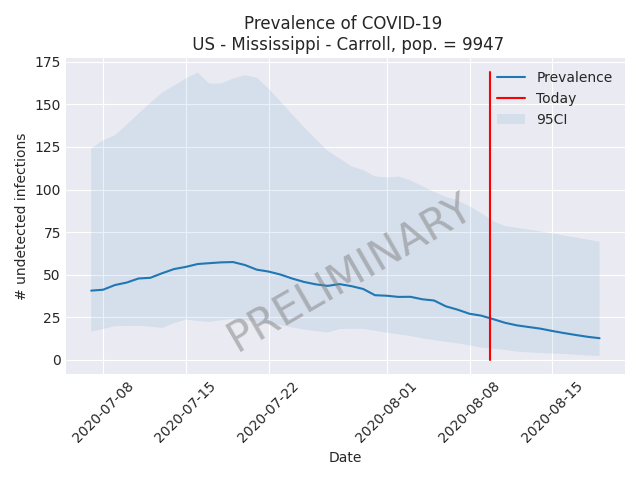 Prevalence of COVID-19
US - Mississippi - Carroll, pop. = 9947
175
150
125
100
75
50
25
0
# undetected infections
Prevalence
Today
95CI
PRELIMINARY
2020-07-08
2020-07-15
2020-07-22
2020-08-01
2020-08-08
2020-08-15
Date